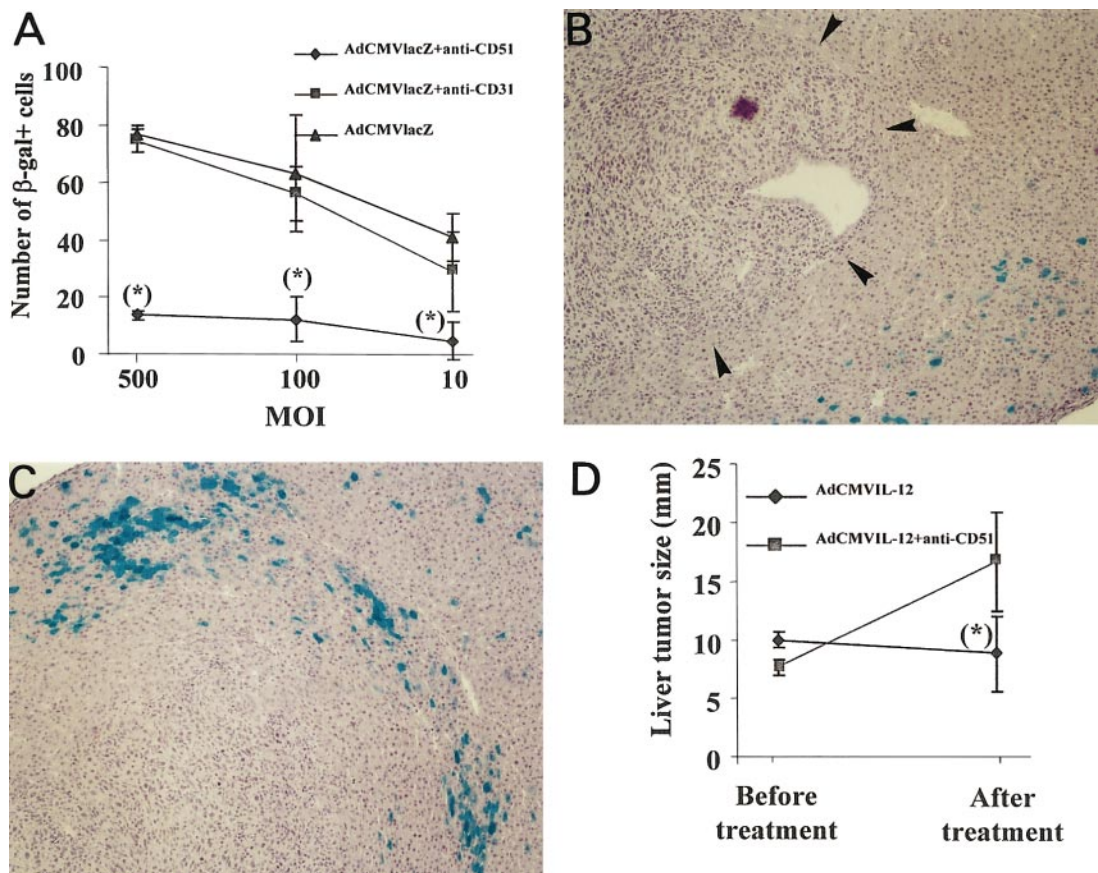 A
AdCMVlacZ+anti-CD51
AdCMVlacZ+anti-CD31
AdCMVlacZ
Number of β-gal+ cells
100
80
60
40
20
0
(*)
(*)
(*)
500
100
10
MOI
B
C
D
AdCMVIL-12
AdCMVIL-12+anti-CD51
Liver tumor size (mm)
25
20
15
10
5
0
(*)
Before
treatment
After
treatment